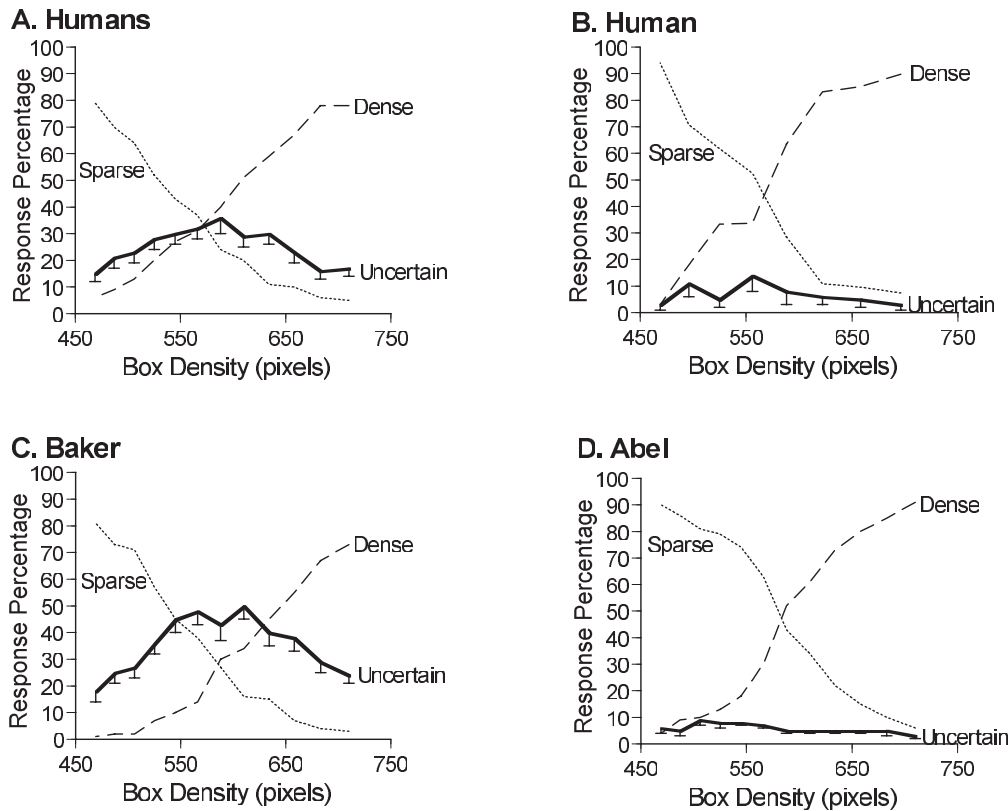 A. Humans
100
90
80
70
60
50
40
30
20
10
0
Response Percentage
Sparse
Dense
Uncertain
450 550 650 750
Box Density (pixels)
B. Human
100
90
80
70
60
50
40
30
20
10
0
Response Percentage
Sparse
Dense
Uncertain
450 550 650 750
Box Density (pixels)
C. Baker
100
90
80
70
60
50
40
30
20
10
0
Response Percentage
Sparse
Dense
Uncertain
450 550 650 750
Box Density (pixels)
D. Abel
100
90
80
70
60
50
40
30
20
10
0
Response Percentage
Sparse
Dense
Uncertain
450 550 650 750
Box Density (pixels)